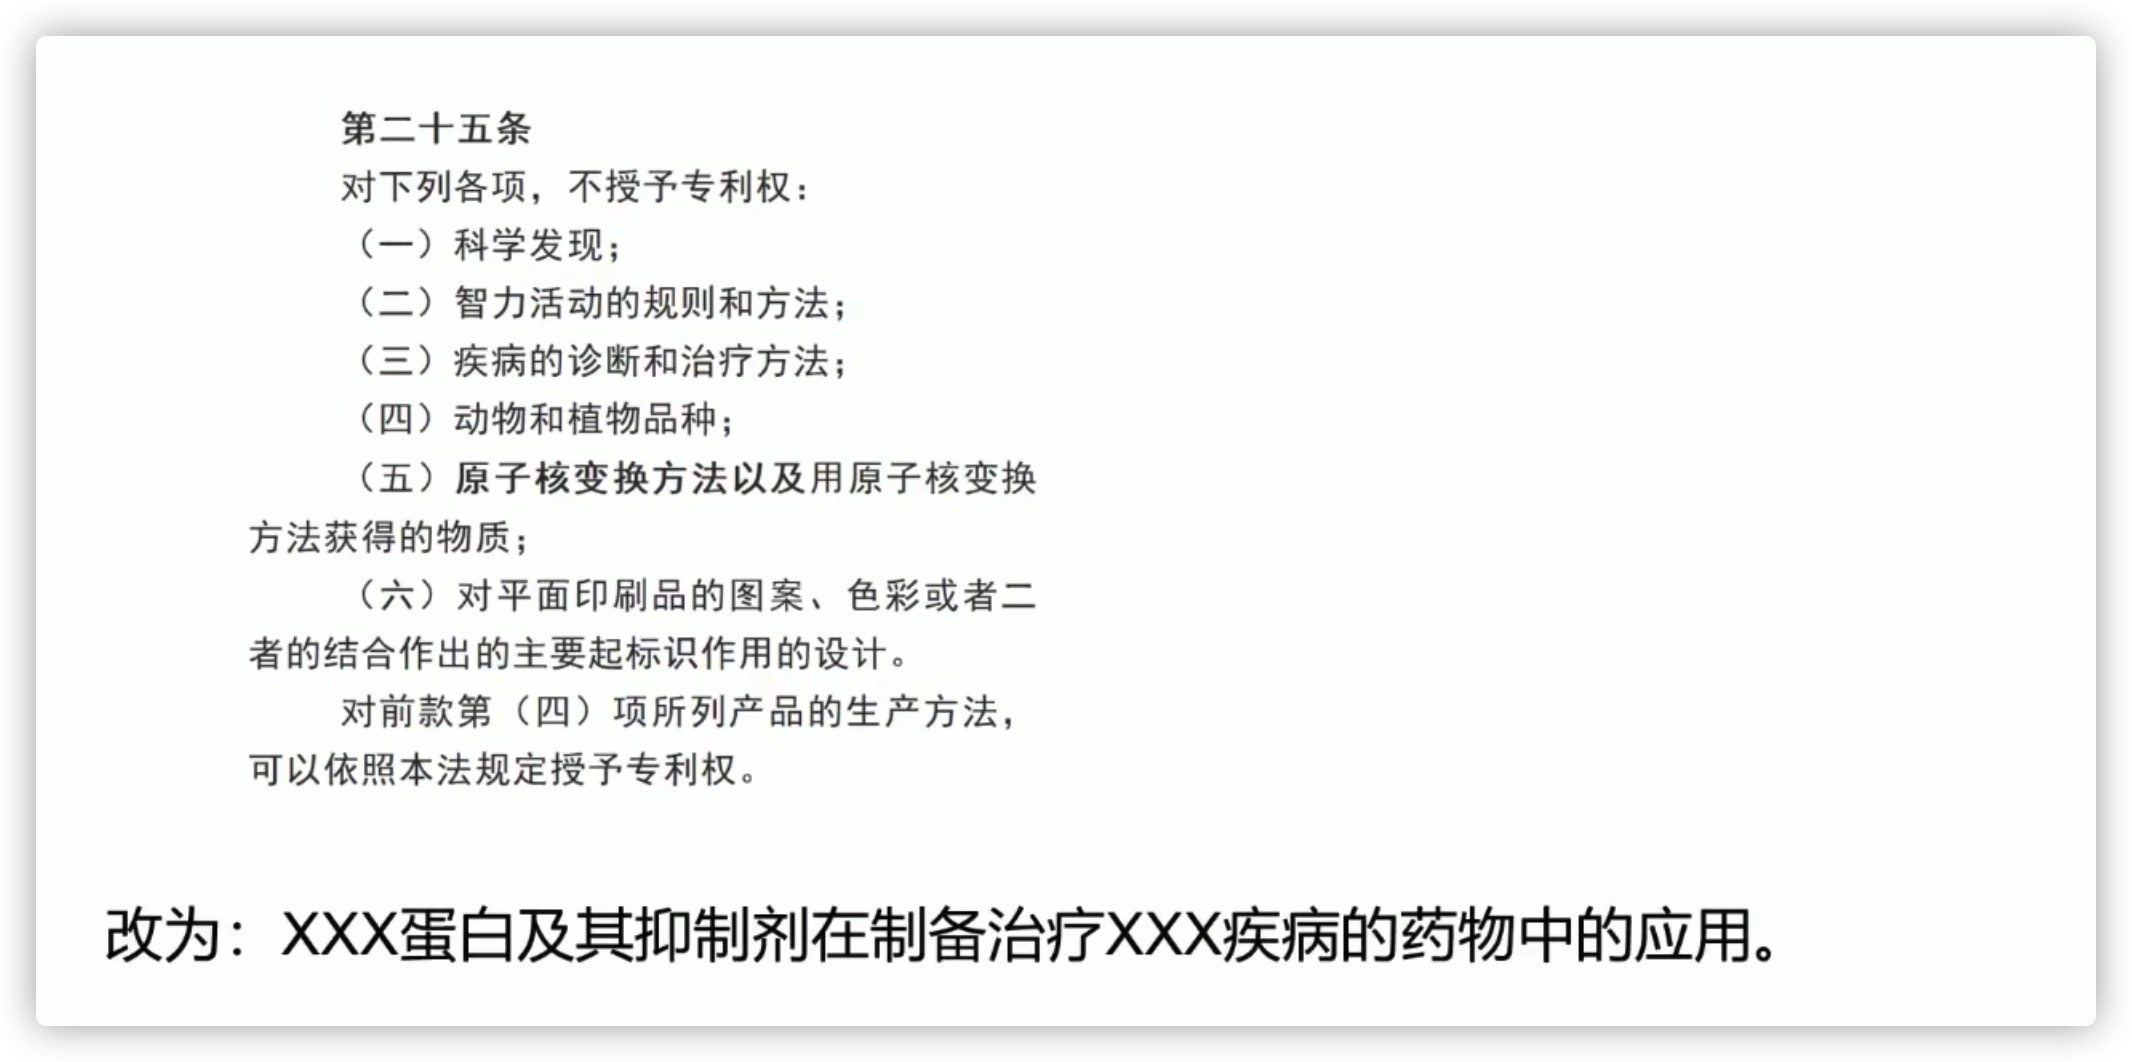 第二十五条
对下列各项，不授予专利权：
（一）科学发现；
（二）智力活动的规则和方法；
（三）疾病的诊断和治疗方法；
（四）动物和植物品种；
（五）原子核变换方法以及用原子核变换
方法获得的物质；
（六）对平面印刷品的图案、色彩或者二
者的结合作出的主要起标识作用的设计。
对前款第（四）项所列产品的生产方法，
可以依照本法规定授予专利权。
改为：XXX蛋白及其抑制剂在制备治疗XXX疾病的药物中的应用。